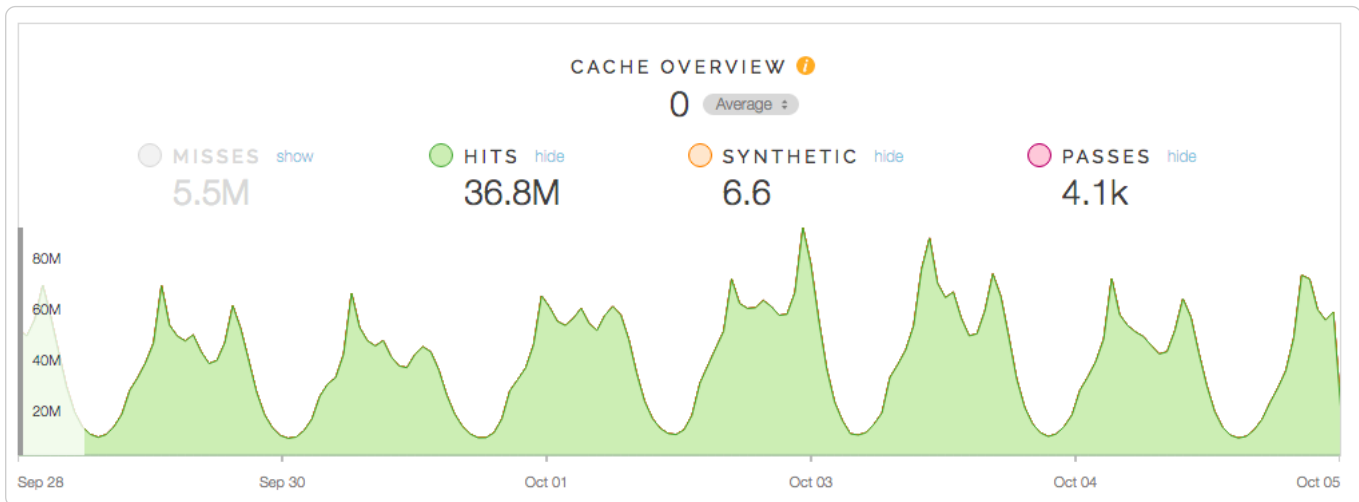 CACHE OVERVIEW i
0 Average
MISSES show
5.5M
HITS hide
36.8M
SYNTHETIC hide
6.6
PASSES hide
4.1k
80M
60M
40M
20M
Sep 28 Sep 30 Oct 01 Oct 03 Oct 04 Oct 05